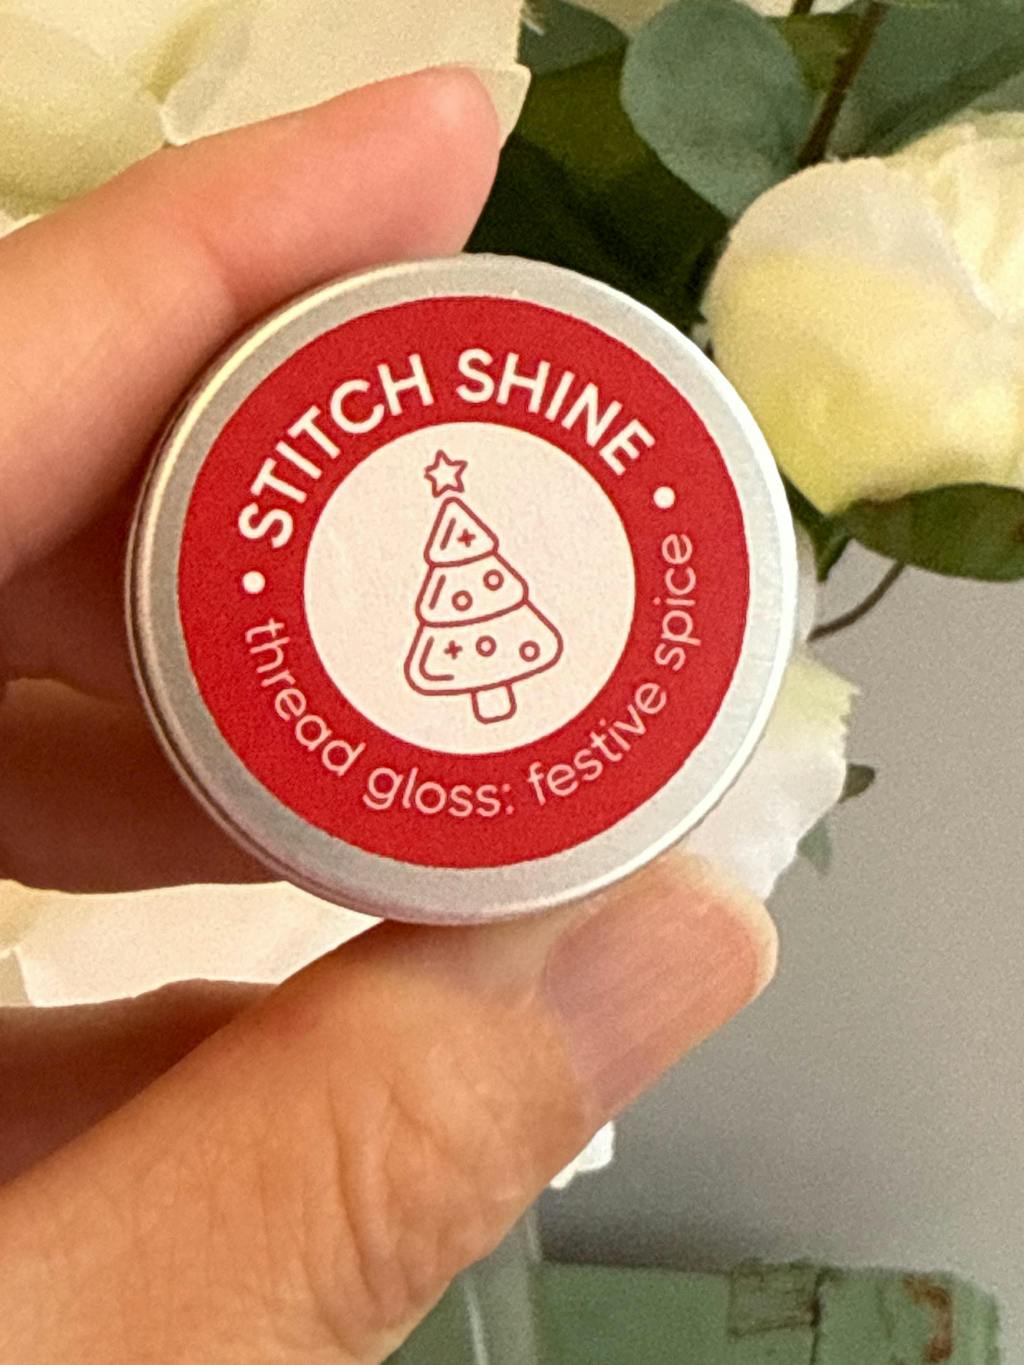 STITCH SHINE
thread gloss: festive spice